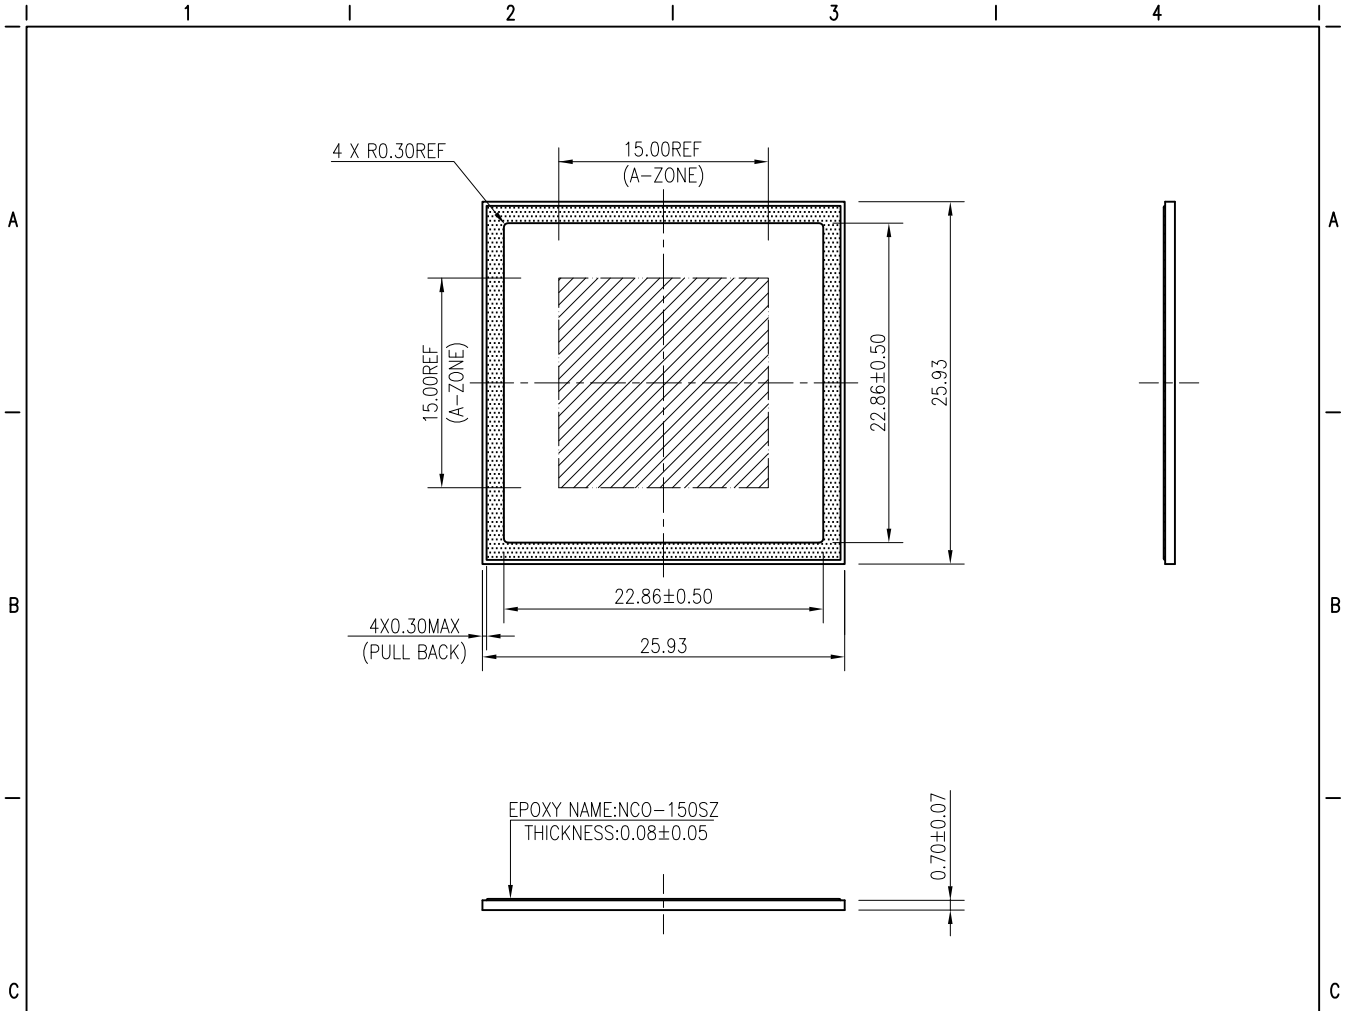 1 2 3 4
4 X R0.30REF
15.00REF
(A-ZONE)
A A
15.00REF
(A-ZONE)
22.86±0.50
25.93
22.86±0.50
B B
4X0.30MAX
(PULL BACK)
25.93
EPOXY NAME:NCO-150SZ
THICKNESS:0.08±0.05
0.70±0.07
C C